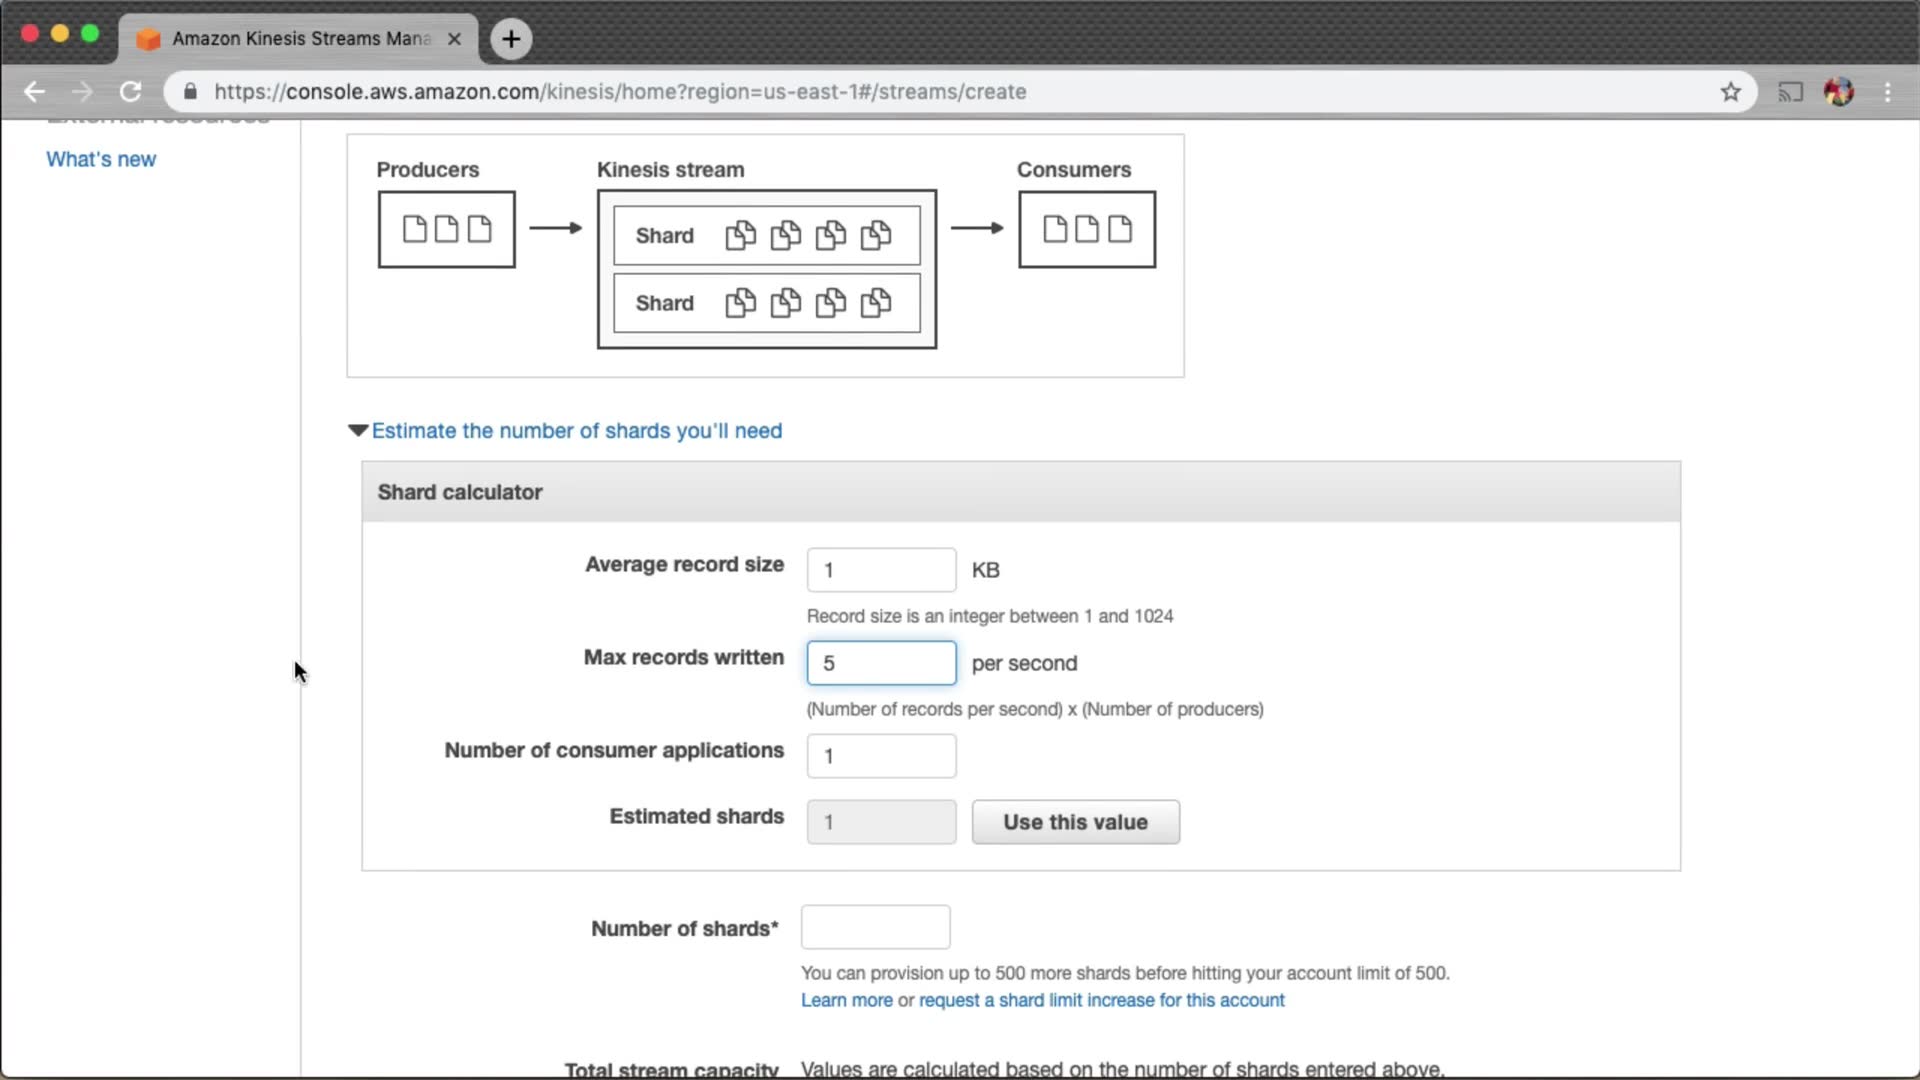 Amazon Kinesis Streams Mana
https://console.aws.amazon.com/kinesis/home?region=us-east-1#/streams/create
External resources
What's new
Producers
Kinesis stream
Consumers
Shard
Shard
Estimate the number of shards you'll need
Shard calculator
Average record size
1
KB
Record size is an integer between 1 and 1024
Max records written
5
per second
(Number of records per second) x (Number of producers)
Number of consumer applications
1
Estimated shards
1
Use this value
Number of shards*
You can provision up to 500 more shards before hitting your account limit of 500.
Learn more or request a shard limit increase for this account
Total stream capacity
Values are calculated based on the number of shards entered above.